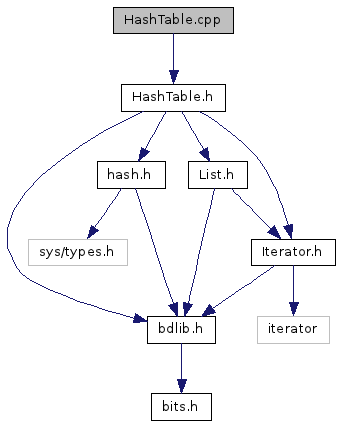 HashTable.cpp
HashTable.h
hash.h
List.h
sys/types.h
Iterator.h
bdlib.h
iterator
bits.h